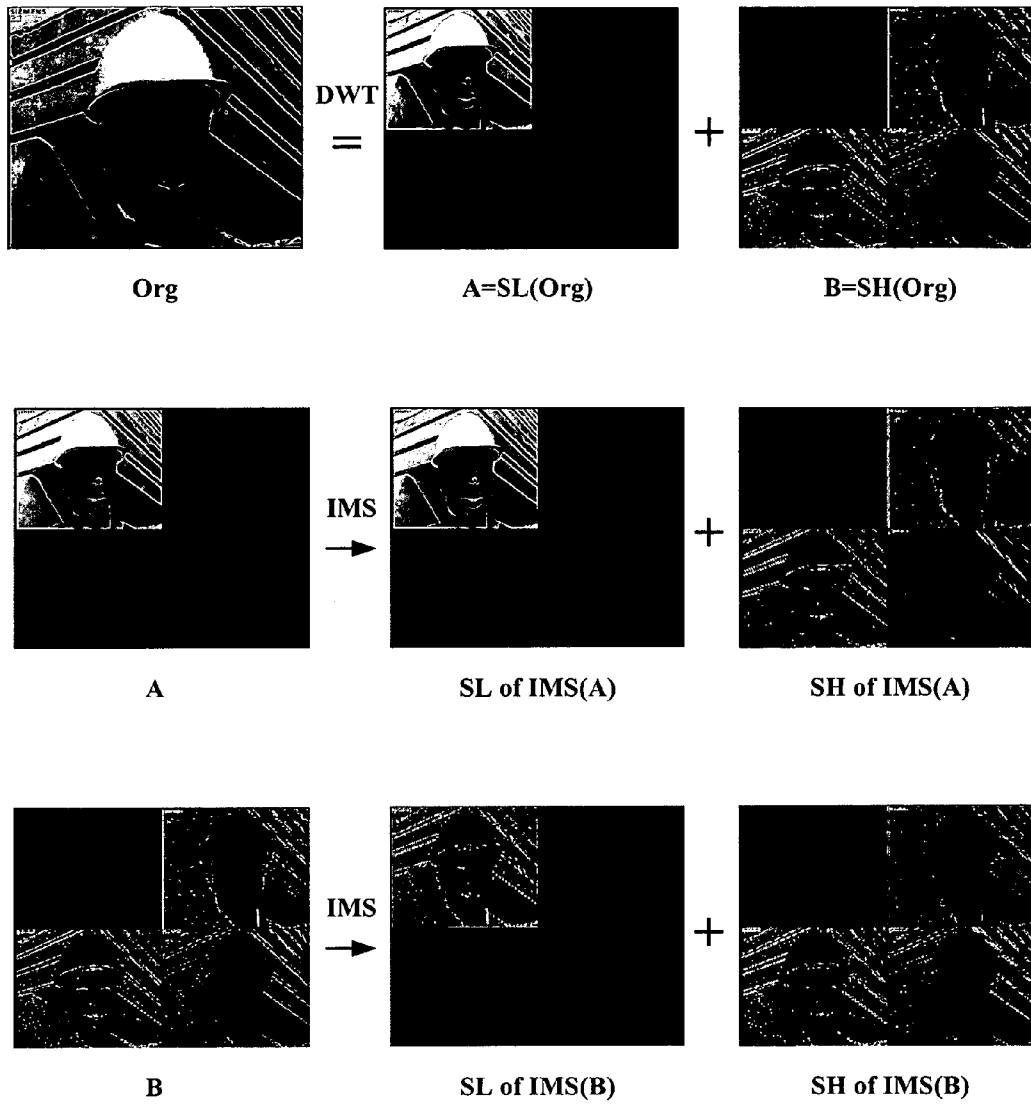 SIEMENS
DWT
=
+
Org
A=SL(Org)
B=SH(Org)
IMS
+
A
SL of IMS(A)
SH of IMS(A)
IMS
+
B
SL of IMS(B)
SH of IMS(B)